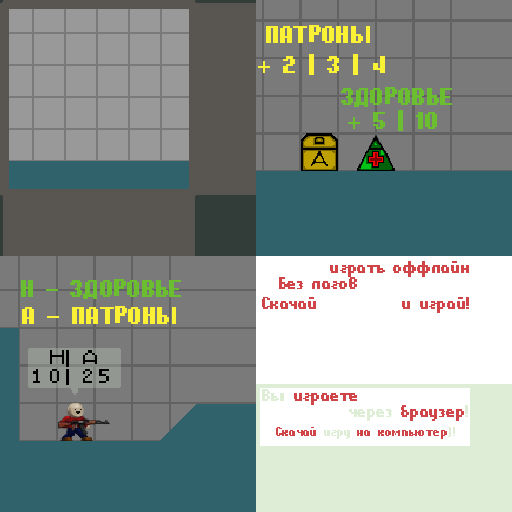 ПАТРОНЫ
+ 2 | 3 | 4
ЗДОРОВЬЕ
+ 5 | 10
H - ЗДОРОВЬЕ
A - ПАТРОНЫ
H| A
10| 25
играть оффлайн
Без лагов
Скачай и играй!
Вы играете
через браузер!
Скачай игру на компьютер!!